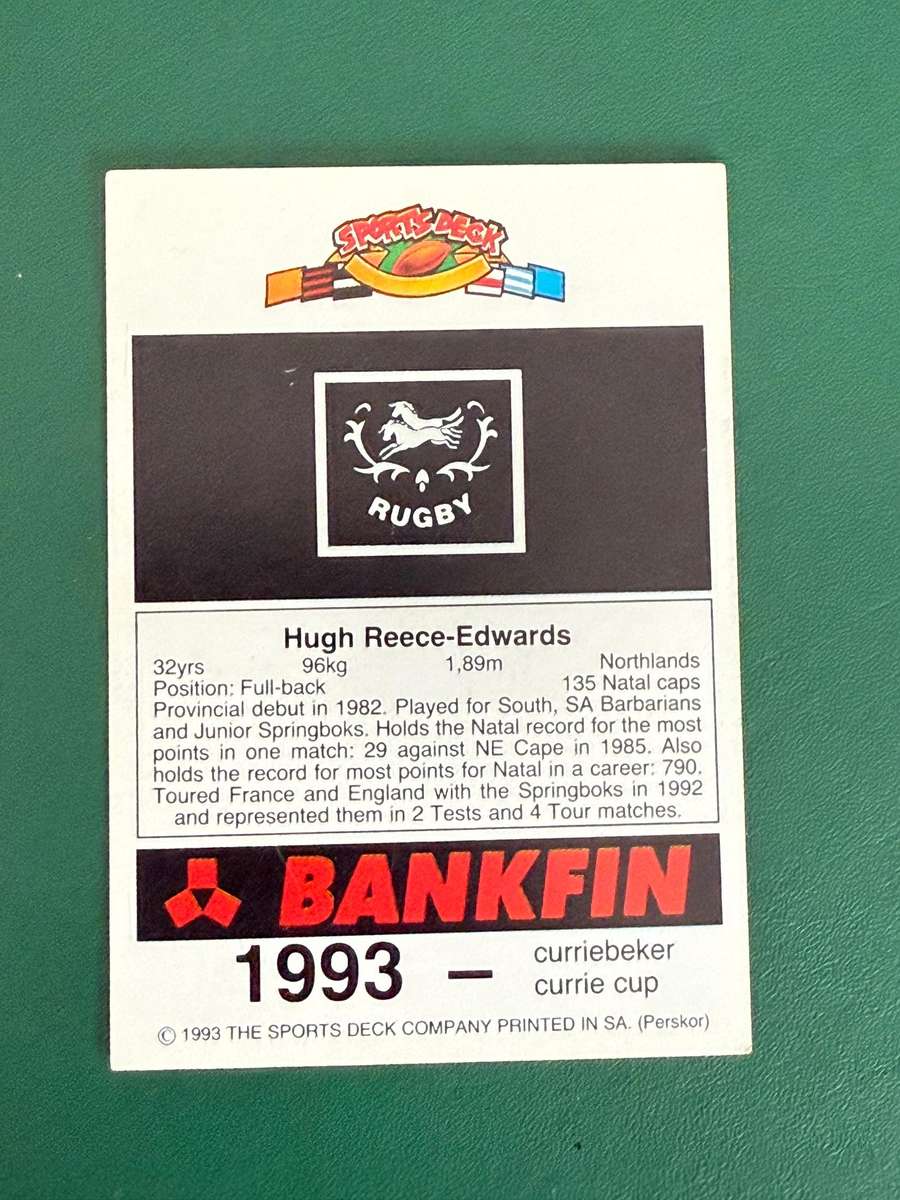 SPORTS DECK
RUGBY
Hugh Reece-Edwards
32yrs 96kg 1,89m Northlands
Position: Full-back 135 Natal caps
Provincial debut in 1982. Played for South, SA Barbarians
and Junior Springboks. Holds the Natal record for the most
points in one match: 29 against NE Cape in 1985. Also
holds the record for most points for Natal in a career: 790.
Toured France and England with the Springboks in 1992
and represented them in 2 Tests and 4 Tour matches.
BANKFIN
1993 – curriebeker
currie cup
© 1993 THE SPORTS DECK COMPANY PRINTED IN SA. (Perskor)